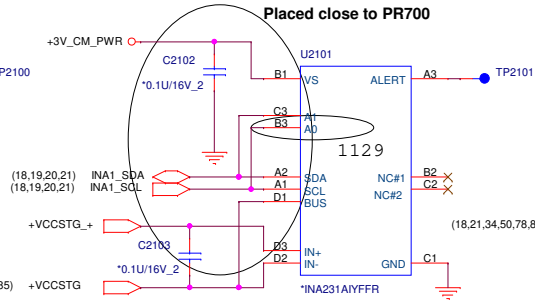 Placed close to PR700
+3V_CM_PWR
U2101
TP2100
C2102
*0.1U/16V_2
B1
VS
ALERT
A3
TP2101
C3
A1
B3
A0
1129
(18,19,20,21)
INA1_SDA
A2
SDA
NC#1
B2
(18,19,20,21)
INA1_SCL
A1
SCL
NC#2
C2
D1
BUS
+VCCSTG_+
(18,21,34,50,78,8
C2103
*0.1U/16V_2
D3
IN+
D2
IN-
GND
C1
35)
+VCCSTG
*INA231AIYFFR